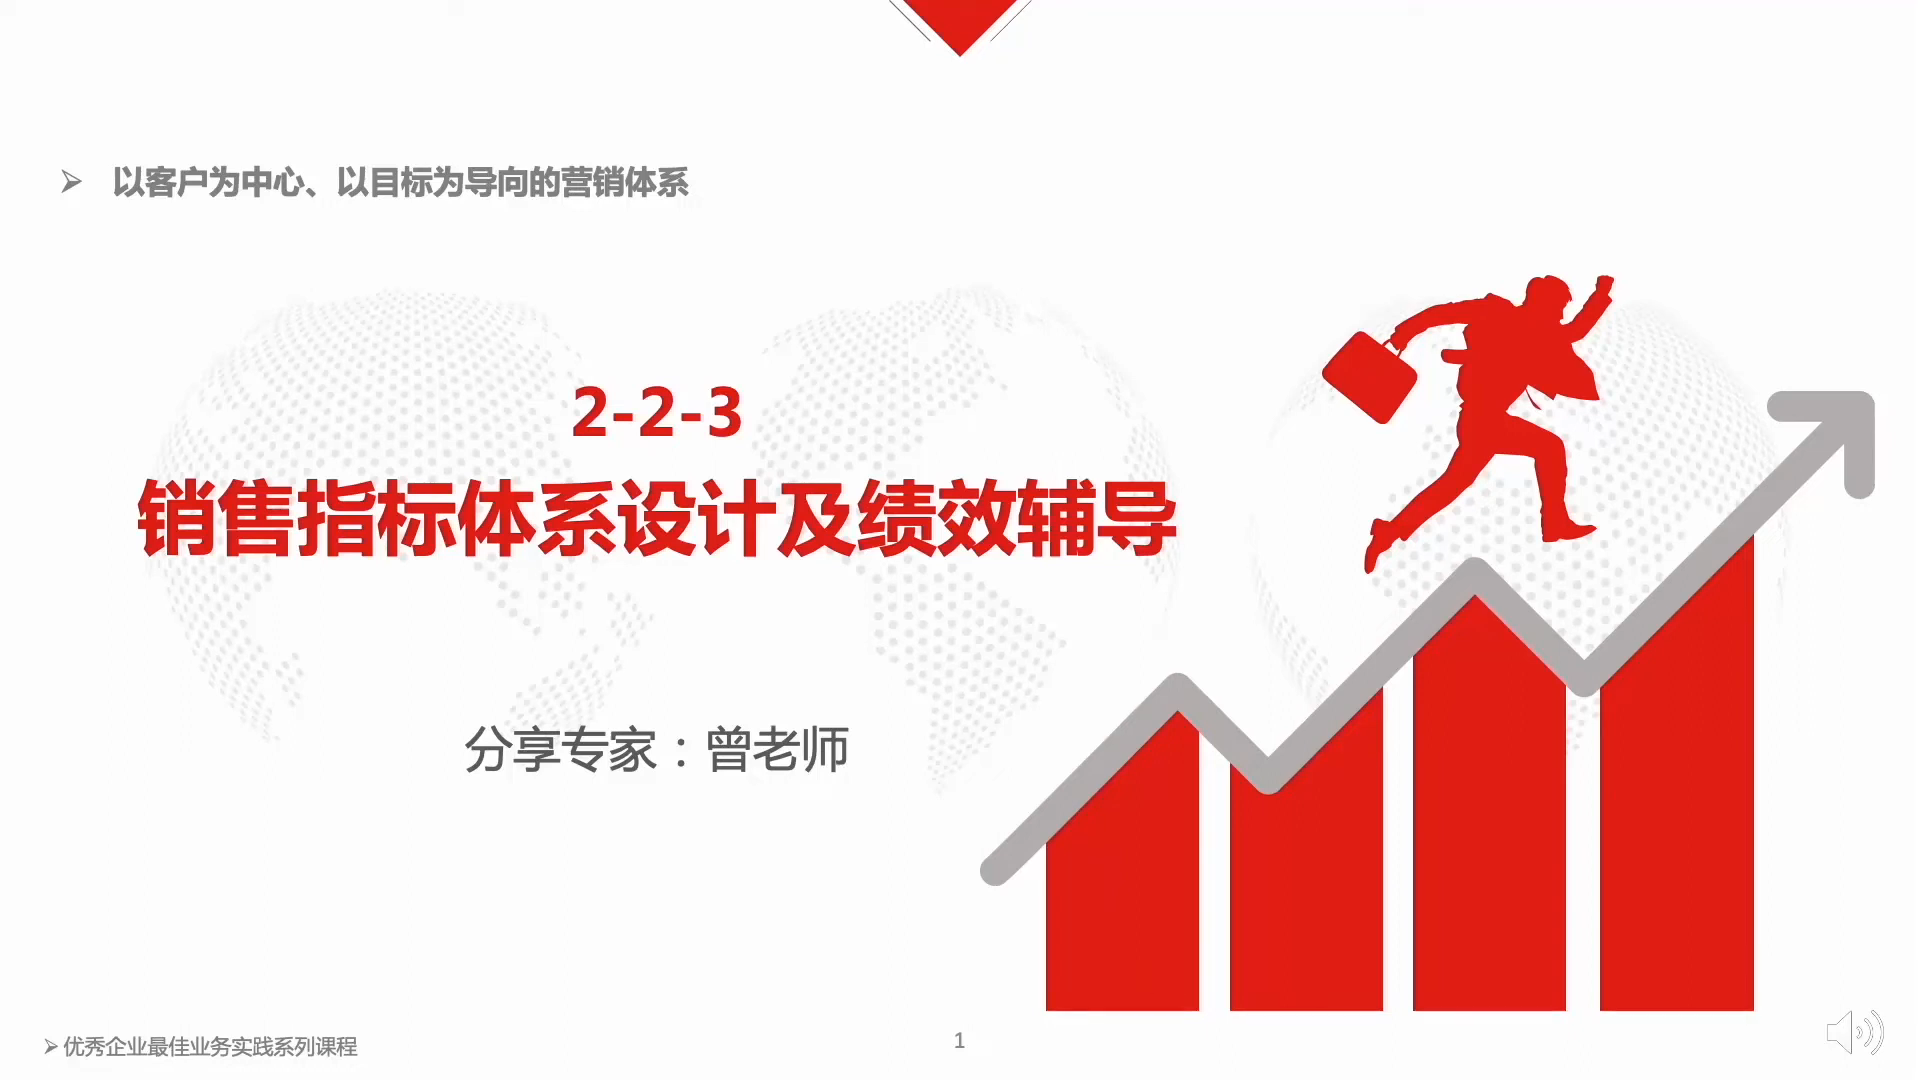 ➢ 以客户为中心、以目标为导向的营销体系
2-2-3
销售指标体系设计及绩效辅导
分享专家：曾老师
➢ 优秀企业最佳业务实践系列课程
1